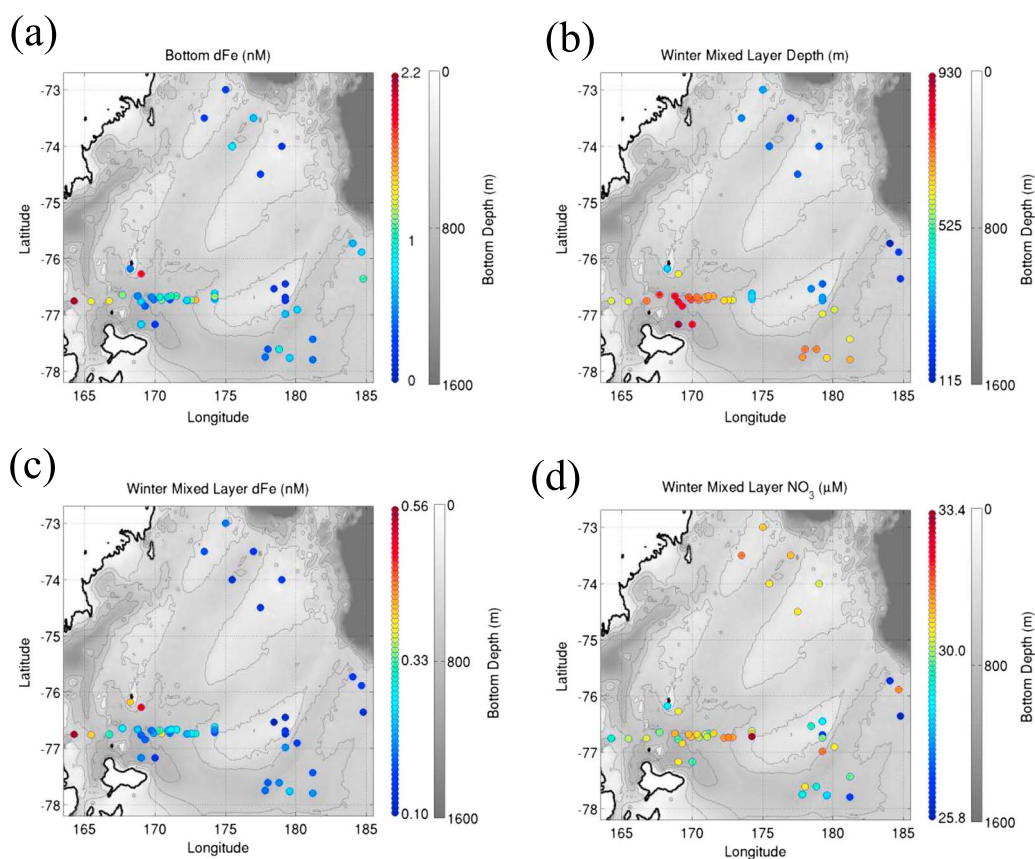 (a)
Bottom dFe (nM)
-73
-74
-75
-76
-77
-78
Latitude
165 170 175 180 185
Longitude
2.2
1
0
0
800
1600
Bottom Depth (m)
(b)
Winter Mixed Layer Depth (m)
-73
-74
-75
-76
-77
-78
Latitude
165 170 175 180 185
Longitude
930
525
115
0
800
1600
Bottom Depth (m)
(c)
Winter Mixed Layer dFe (nM)
-73
-74
-75
-76
-77
-78
Latitude
165 170 175 180 185
Longitude
0.56
0.33
0.10
0
800
1600
Bottom Depth (m)
(d)
Winter Mixed Layer NO₃ (μM)
-73
-74
-75
-76
-77
-78
Latitude
165 170 175 180 185
Longitude
33.4
30.0
25.8
0
800
1600
Bottom Depth (m)